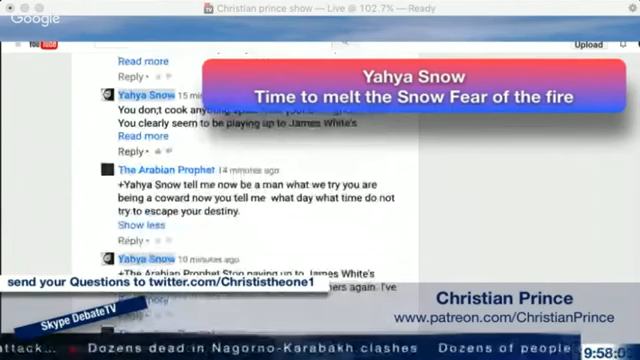 Christian prince show — Live @ 102.7% — Ready
Google
YouTube
Upload
Read more
Reply •
Yahya Snow
Time to melt the Snow Fear of the fire
Yahya Snow 15
You don;t cook
You clearly seem to be playing up to James White's
Read more
Reply •
The Arabian Prophet 14 minutes ago
+Yahya Snow tell me now be a man what we try you are
being a coward now you tell me what day what time do not
try to escape your destiny.
Show less
Reply •
Yahya Snow 10 minutes ago
+The Arabian Prophet Stop paying up to James White's
hers again. I've
send your Questions to twitter.com/Christistheone1
Christian Prince
www.patreon.com/ChristianPrince
Skype DebateTV
attack...
Dozens dead in Nagorno-Karabakh clashes
Dozens of people
9:58:0